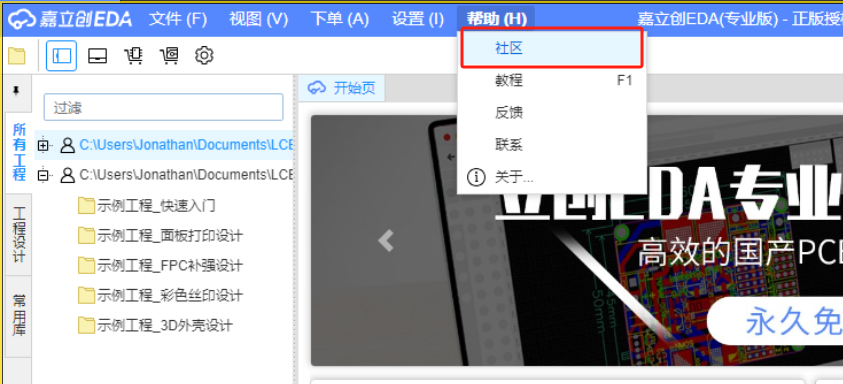 嘉立创EDA 文件 (F) 视图 (V) 下单 (A) 设置 (I) 帮助 (H) 嘉立创EDA(专业版) - 正版授
社区
教程 F1
反馈
联系
关于...
开始页
过滤
所有工程
C:\Users\Jonathan\Documents\LCE
C:\Users\Jonathan\Documents\LCE
示例工程_快速入门
示例工程_面板打印设计
示例工程_FPC补强设计
示例工程_彩色丝印设计
示例工程_3D外壳设计
工程设计
常用库
立创EDA专业
高效的国产PCB
永久免
50mm
45mm